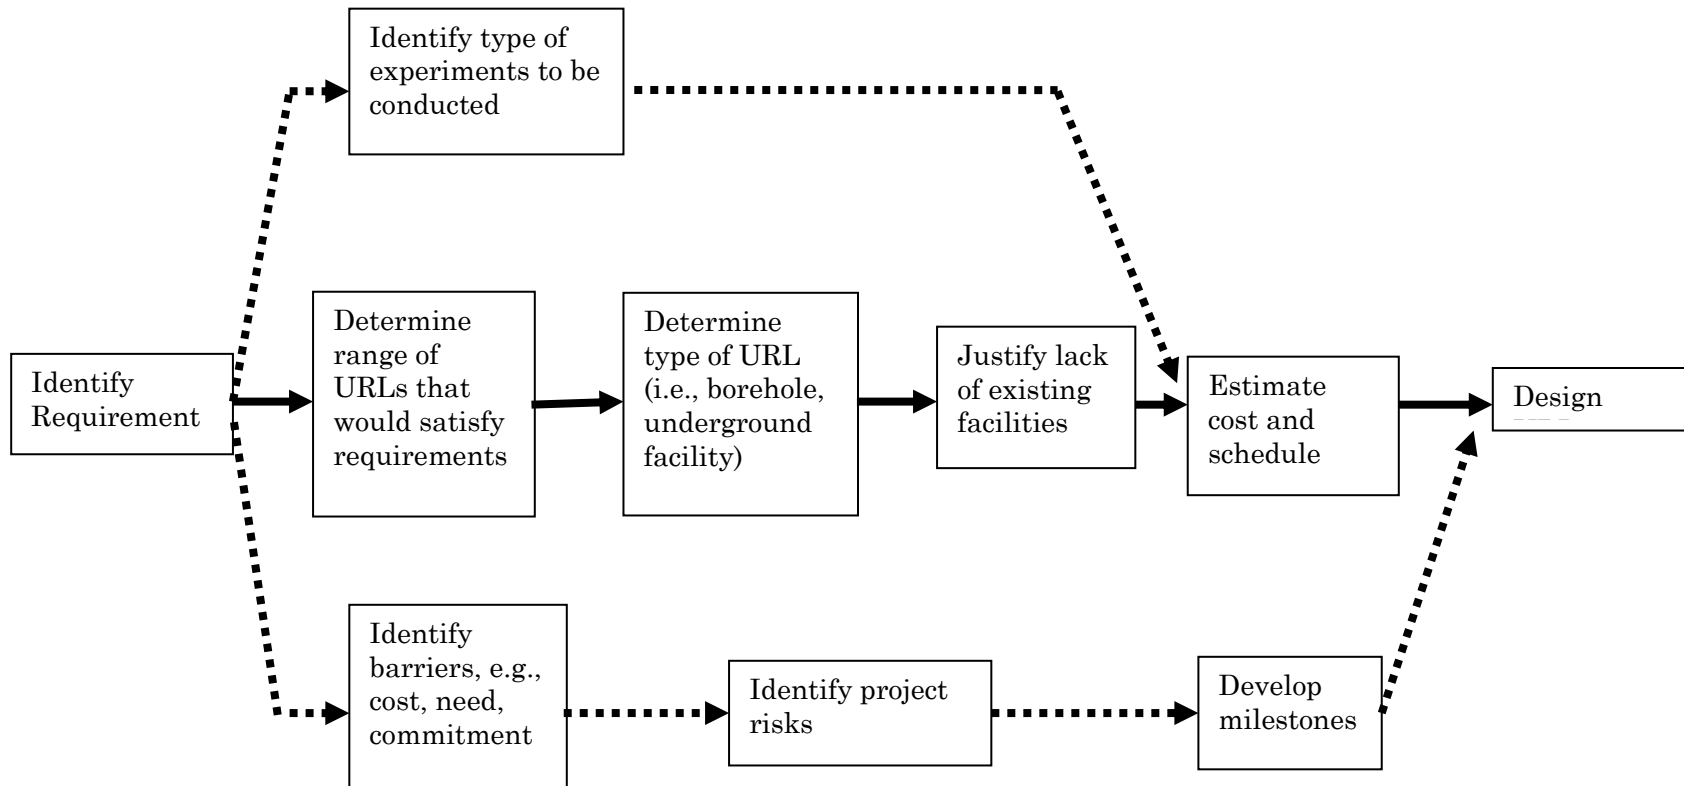 Identify type of
experiments to be
conducted
Identify
Requirement
Determine
range of
URLs that
would satisfy
requirements
Determine
type of URL
(i.e., borehole,
underground
facility)
Justify lack
of existing
facilities
Estimate
cost and
schedule
Design
Identify
barriers, e.g.,
cost, need,
commitment
Identify project
risks
Develop
milestones